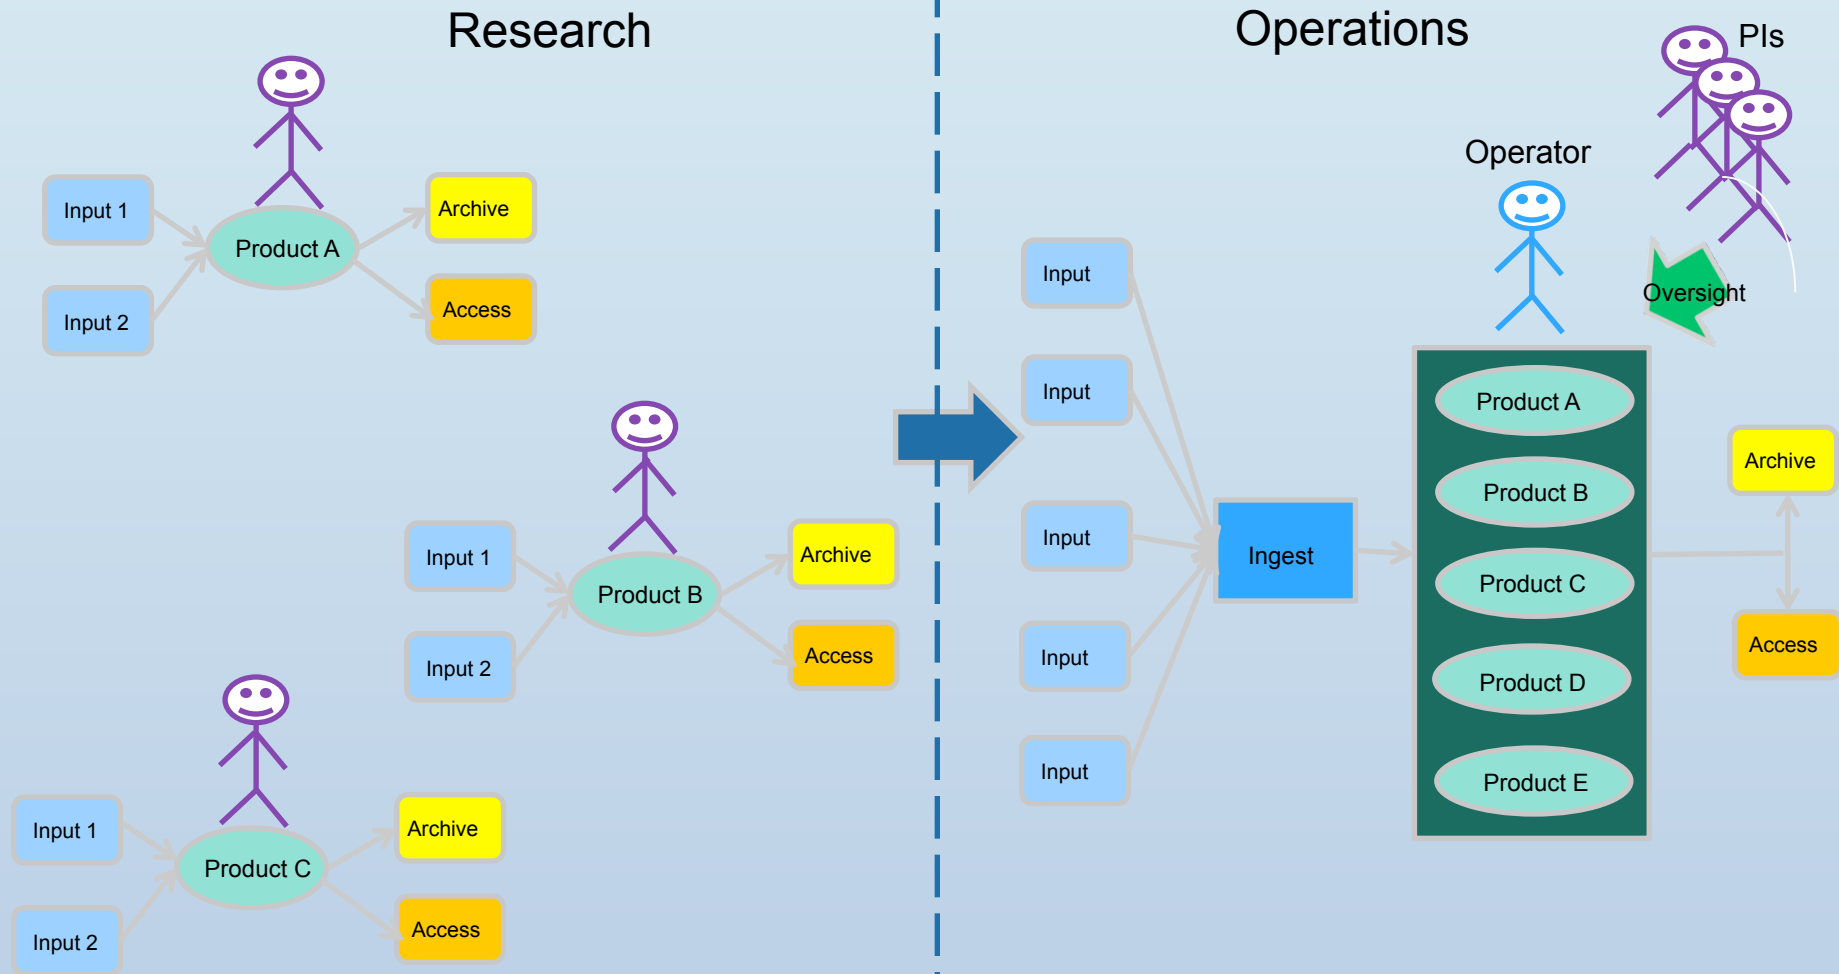 Research
Input 1
Input 2
Product A
Archive
Access
Input 1
Input 2
Product B
Archive
Access
Input 1
Input 2
Product C
Archive
Access
Operations
PIs
Operator
Oversight
Input
Input
Input
Input
Input
Ingest
Product A
Product B
Product C
Product D
Product E
Archive
Access